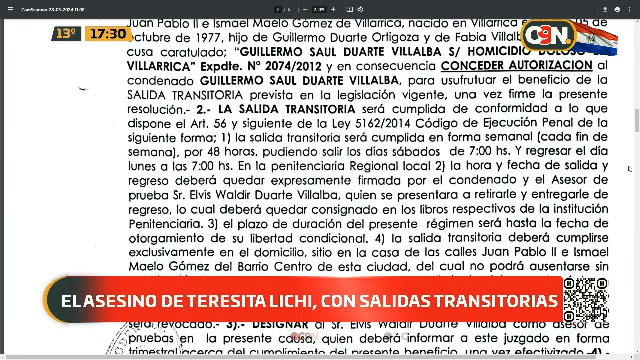 CamScanner 28-03-2024 11:08
13° 17:30
C9N
Juan Pablo II e Ismael Maelo Gómez de Villarrica, nacido en Villarrica
octubre de 1977, hijo de Guillermo Duarte Ortigoza y de Fabia Villalba
cusa caratulado: "GUILLERMO SAUL DUARTE VILLALBA S/ HOMICIDIO DOLOSO
VILLARRICA" Expdte. N° 2074/2012 y en consecuencia CONCEDER AUTORIZACION al
condenado GUILLERMO SAUL DUARTE VILLALBA, para usufrutuar el beneficio de la
SALIDA TRANSITORIA prevista en la legislación vigente, una vez firme la presente
resolución.- 2.- LA SALIDA TRANSITORIA será cumplida de conformidad a lo que
dispone el Art. 56 y siguiente de la Ley 5162/2014 Código de Ejecución Penal de la
siguiente forma: 1) la salida transitoria será cumplida en forma semanal (cada fin de
semana), por 48 horas, pudiendo salir los días sábados de 7:00 hs. Y regresar el día
lunes a las 7:00 hs. En la penitenciaria Regional local 2) la hora y fecha de salida y
regreso deberá quedar expresamente firmada por el condenado y el Asesor de
prueba Sr. Elvis Waldir Duarte Villalba, quien se presentara a retirarle y entregarle de
regreso, lo cual deberá quedar consignado en los libros respectivos de la institución
Penitenciaria. 3) el plazo de duración del presente régimen será hasta la fecha de
otorgamiento de su libertad condicional. 4) la salida transitoria deberá cumplirse
exclusivamente en el domicilio, sitio en la casa de las calles Juan Pablo II e Ismael
Maelo Gómez del Barrio Centro de esta ciudad, del cual no podrá ausentarse sin
EL ASESINO DE TERESITA LICHI, CON SALIDAS TRANSITORIAS
será revocado. 3).- DESIGNAR al Sr. Elvis Waldir Duarte Villalba como asesor de
pruebas en la presente causa, quien deberá informar a este juzgado en forma
trimestral acerca del cumplimiento del presente beneficio, una vez efectivizado 4).-